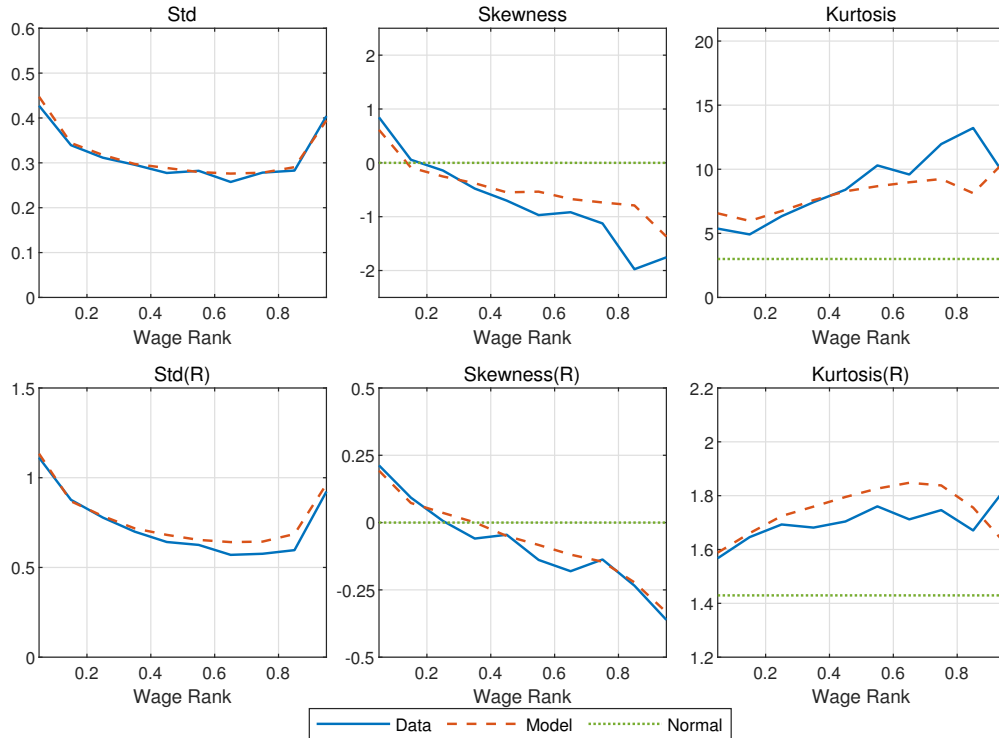 Std
0.6
0.5
0.4
0.3
0.2
0.1
0
0.2 0.4 0.6 0.8
Wage Rank
Skewness
2
1
0
-1
-2
0.2 0.4 0.6 0.8
Wage Rank
Kurtosis
20
15
10
5
0
0.2 0.4 0.6 0.8
Wage Rank
Std(R)
1.5
1
0.5
0
0.2 0.4 0.6 0.8
Wage Rank
Skewness(R)
0.5
0.25
0
-0.25
-0.5
0.2 0.4 0.6 0.8
Wage Rank
Kurtosis(R)
2.2
2
1.8
1.6
1.4
1.2
0.2 0.4 0.6 0.8
Wage Rank
Data Model Normal